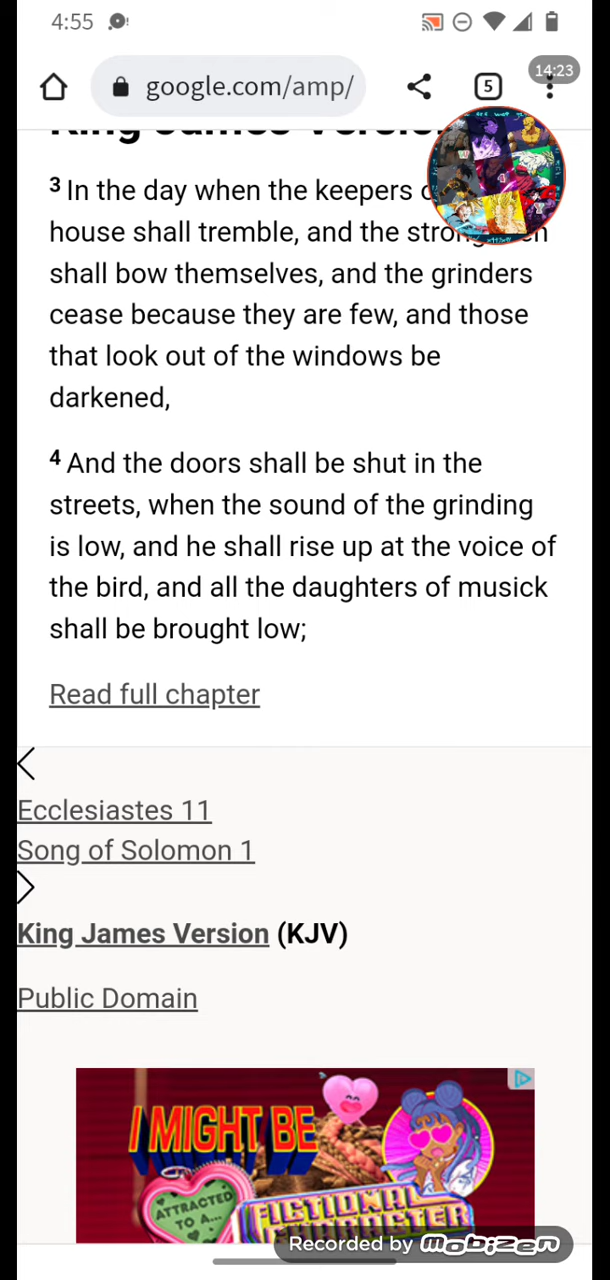 4:55
google.com/amp/
5
14:23
King James Version
3 In the day when the keepers
house shall tremble, and the strong
shall bow themselves, and the grinders
cease because they are few, and those
that look out of the windows be
darkened,
4 And the doors shall be shut in the
streets, when the sound of the grinding
is low, and he shall rise up at the voice of
the bird, and all the daughters of musick
shall be brought low;
Read full chapter
Ecclesiastes 11
Song of Solomon 1
King James Version (KJV)
Public Domain
I MIGHT BE
ATTRACTED
TO A...
FICTIONAL
CHARACTER
Recorded by mobizen